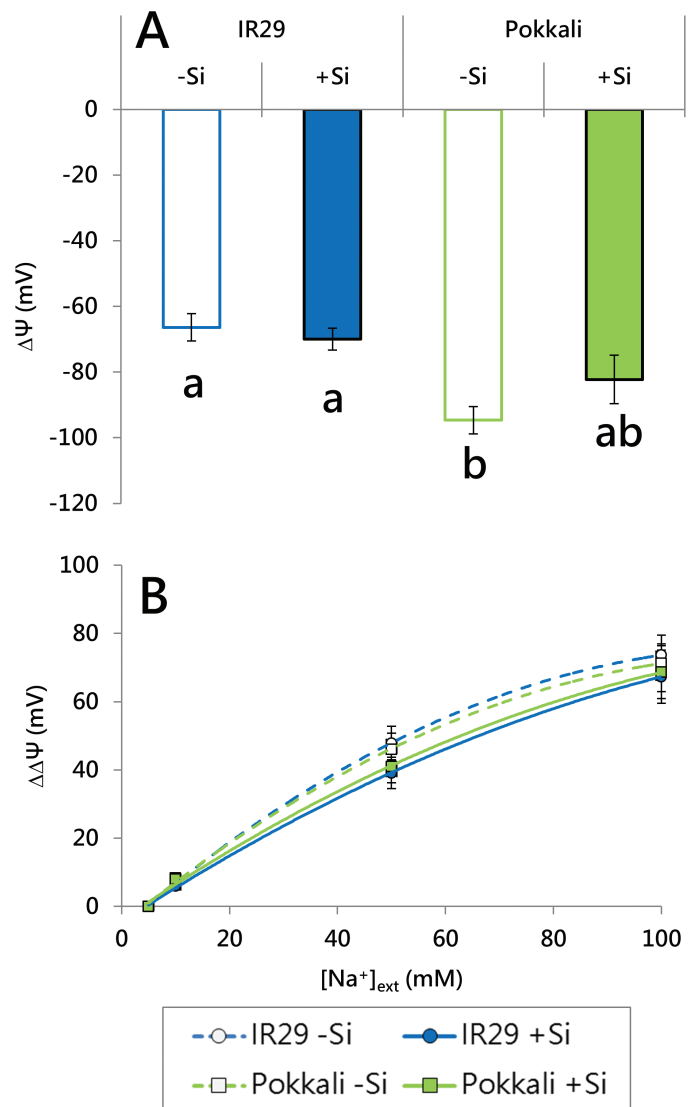 A
IR29 Pokkali
-Si +Si -Si +Si
0
-20
-40
-60
-80
-100
-120
ΔΨ (mV)
a a b ab
B
100
80
60
40
20
0
ΔΔΨ (mV)
0 20 40 60 80 100
[Na⁺]ext (mM)
IR29 -Si IR29 +Si
Pokkali -Si Pokkali +Si